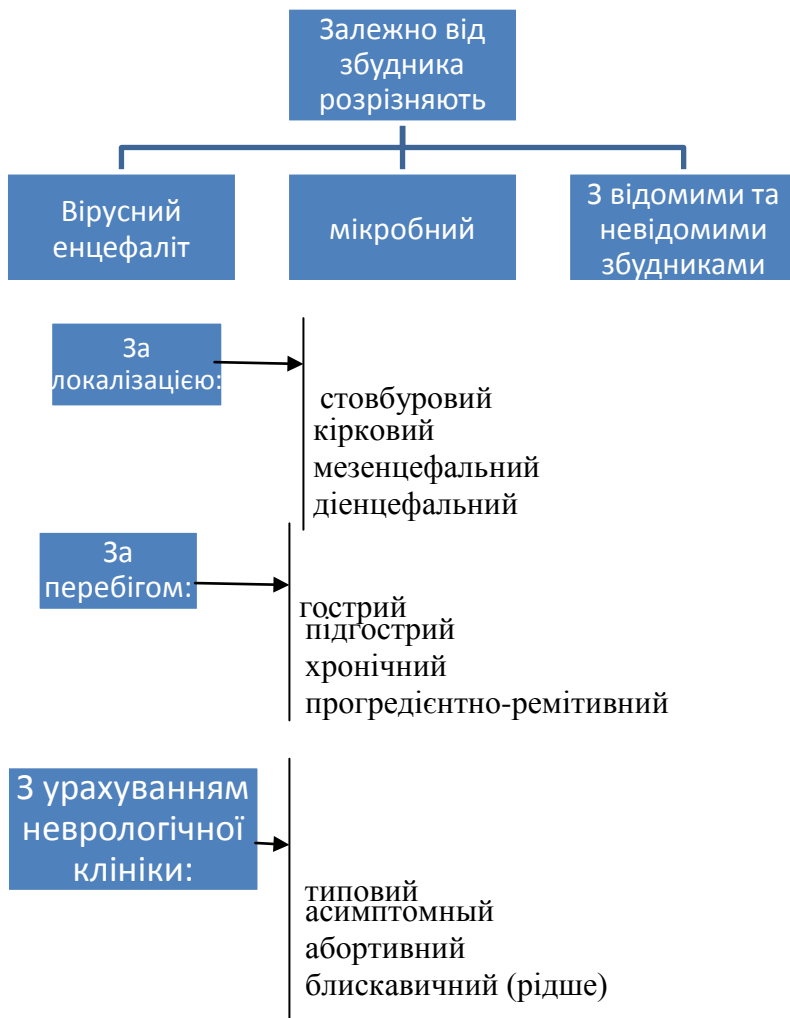 Залежно від
збудника
розрізняють
Вірусний
енцефаліт
мікробний
З відомими та
невідомими
збудниками
За
локалізацією:
стовбуровий
кірковий
мезенцефальний
діенцефальний
За
перебігом:
гострий
підгострий
хронічний
прогредієнтно-ремітивний
З урахуванням
неврологічної
клініки:
типовий
асимптомный
абортивний
блискавичний (рідше)